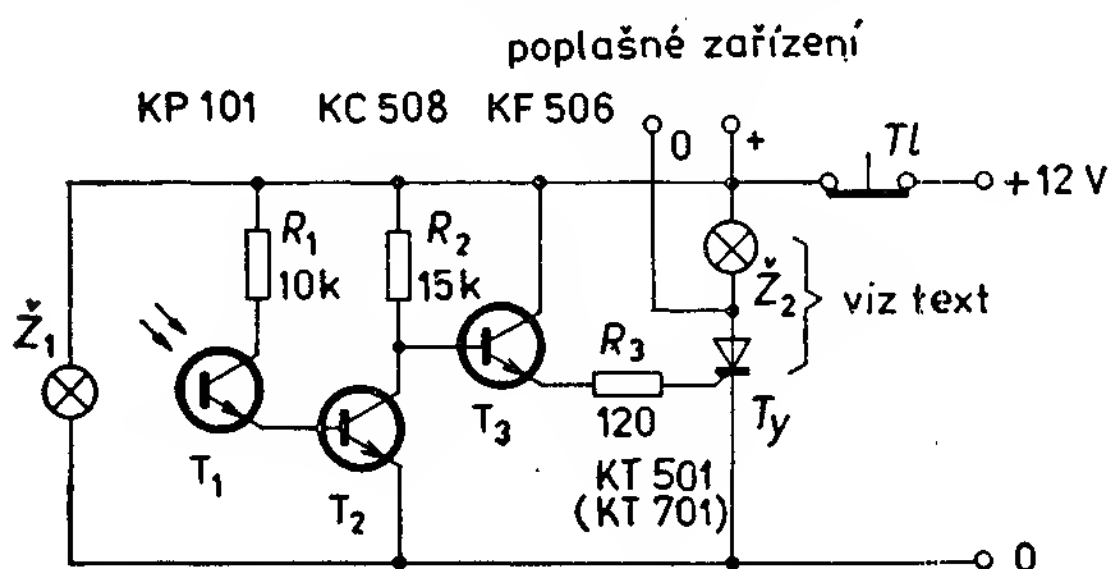 poplašné zařízení
KP 101
KC 508
KF 506
0
+
Tl
+12 V
R1
10k
R2
15k
Ž2
viz text
Ž1
R3
120
T1
T2
T3
Ty
KT 501
(KT 701)
0